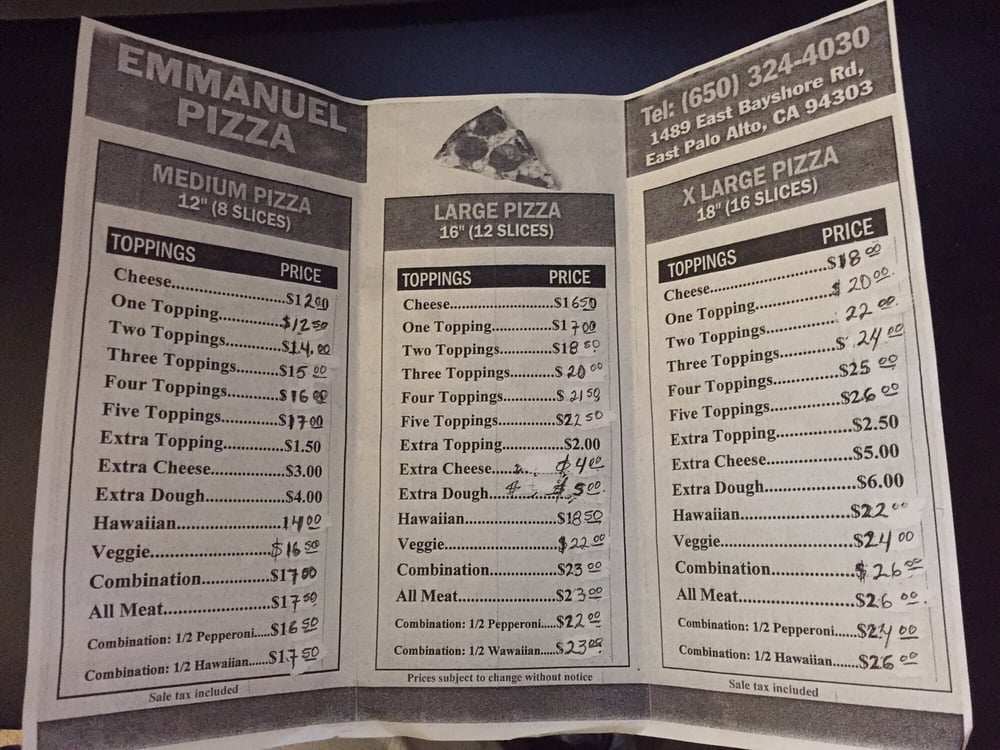 EMMANUEL
PIZZA
MEDIUM PIZZA
12" (8 SLICES)
TOPPINGS PRICE
Cheese..................$12 00
One Topping..........$12 50
Two Toppings..........$14.00
Three Toppings.......$15 00
Four Toppings.........$16 00
Five Toppings..........$17 00
Extra Topping..........$1.50
Extra Cheese............$3.00
Extra Dough............$4.00
Hawaiian..................14 00
Veggie.....................$16 50
Combination............$17 00
All Meat...................$17 50
Combination: 1/2 Pepperoni.....$16 50
Combination: 1/2 Hawaiian......$17 50
Sale tax included
LARGE PIZZA
16" (12 SLICES)
TOPPINGS PRICE
Cheese....................$16 50
One Topping............$17 00
Two Toppings..........$18 50
Three Toppings........$20 00
Four Toppings..........$21 50
Five Toppings...........$22 50
Extra Topping..........$2.00
Extra Cheese..... $4 00
Extra Dough.... $ $5 00.
Hawaiian.................$18 50
Veggie.....................$22 00
Combination............$23 00
All Meat...................$23 00
Combination: 1/2 Pepperoni....$22 00
Combination: 1/2 Wawaiian.....$23 00
Prices subject to change without notice
Tel: (650) 324-4030
1489 East Bayshore Rd,
East Palo Alto, CA 94303
X LARGE PIZZA
18" (16 SLICES)
TOPPINGS PRICE
Cheese....................$18 00
One Topping............$ 20 00.
Two Toppings........... 22 00.
Three Toppings........$ 24 00
Four Toppings..........$25 00
Five Toppings...........$26 00
Extra Topping...........$2.50
Extra Cheese.............$5.00
Extra Dough.............$6.00
Hawaiian..................$22 00
Veggie......................$24 00
Combination.............$26 00
All Meat...................$26 00.
Combination: 1/2 Pepperoni.....$24 00
Combination: 1/2 Hawaiian......$26 00
Sale tax included